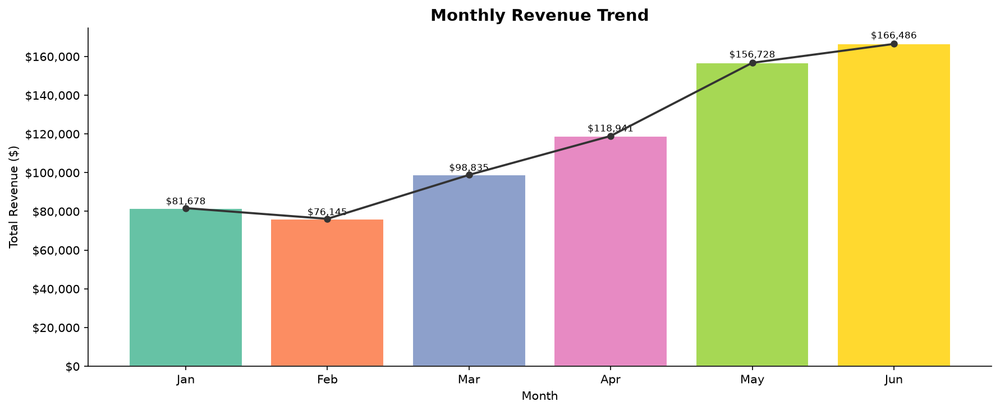 Monthly Revenue Trend
Total Revenue ($)
$160,000
$140,000
$120,000
$100,000
$80,000
$60,000
$40,000
$20,000
$0
$81,678
$76,145
$98,835
$118,941
$156,728
$166,486
Jan
Feb
Mar
Apr
May
Jun
Month